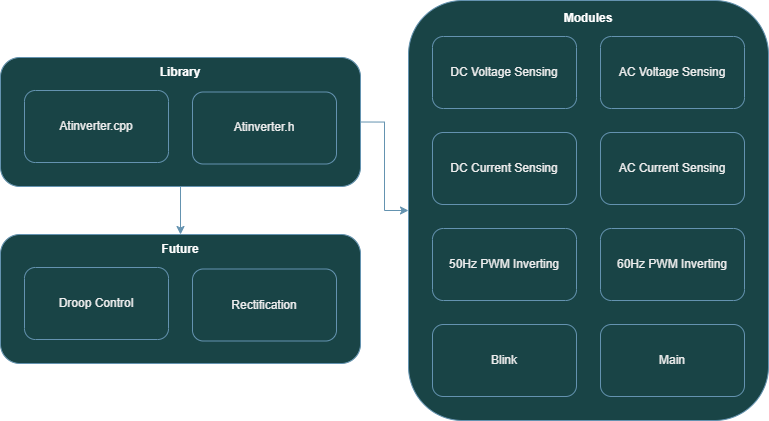 Library
Atinverter.cpp
Atinverter.h
Future
Droop Control
Rectification
Modules
DC Voltage Sensing
AC Voltage Sensing
DC Current Sensing
AC Current Sensing
50Hz PWM Inverting
60Hz PWM Inverting
Blink
Main